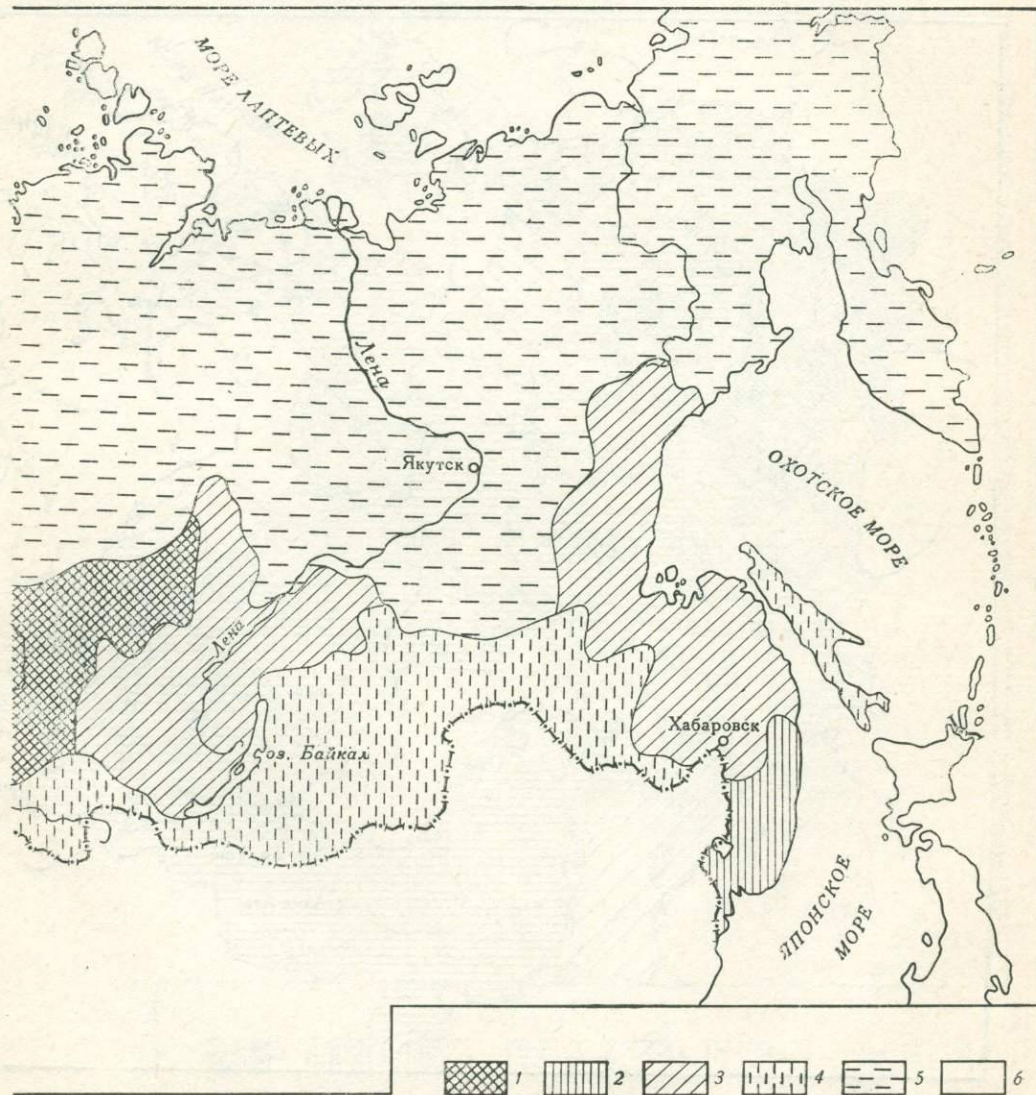 МОРЕ ЛАПТЕВЫХ
Лена
Якутск
ОХОТСКОЕ МОРЕ
Лена
Хабаровск
оз. Байкал
ЯПОНСКОЕ
МОРЕ
1 2 3 4 5 6